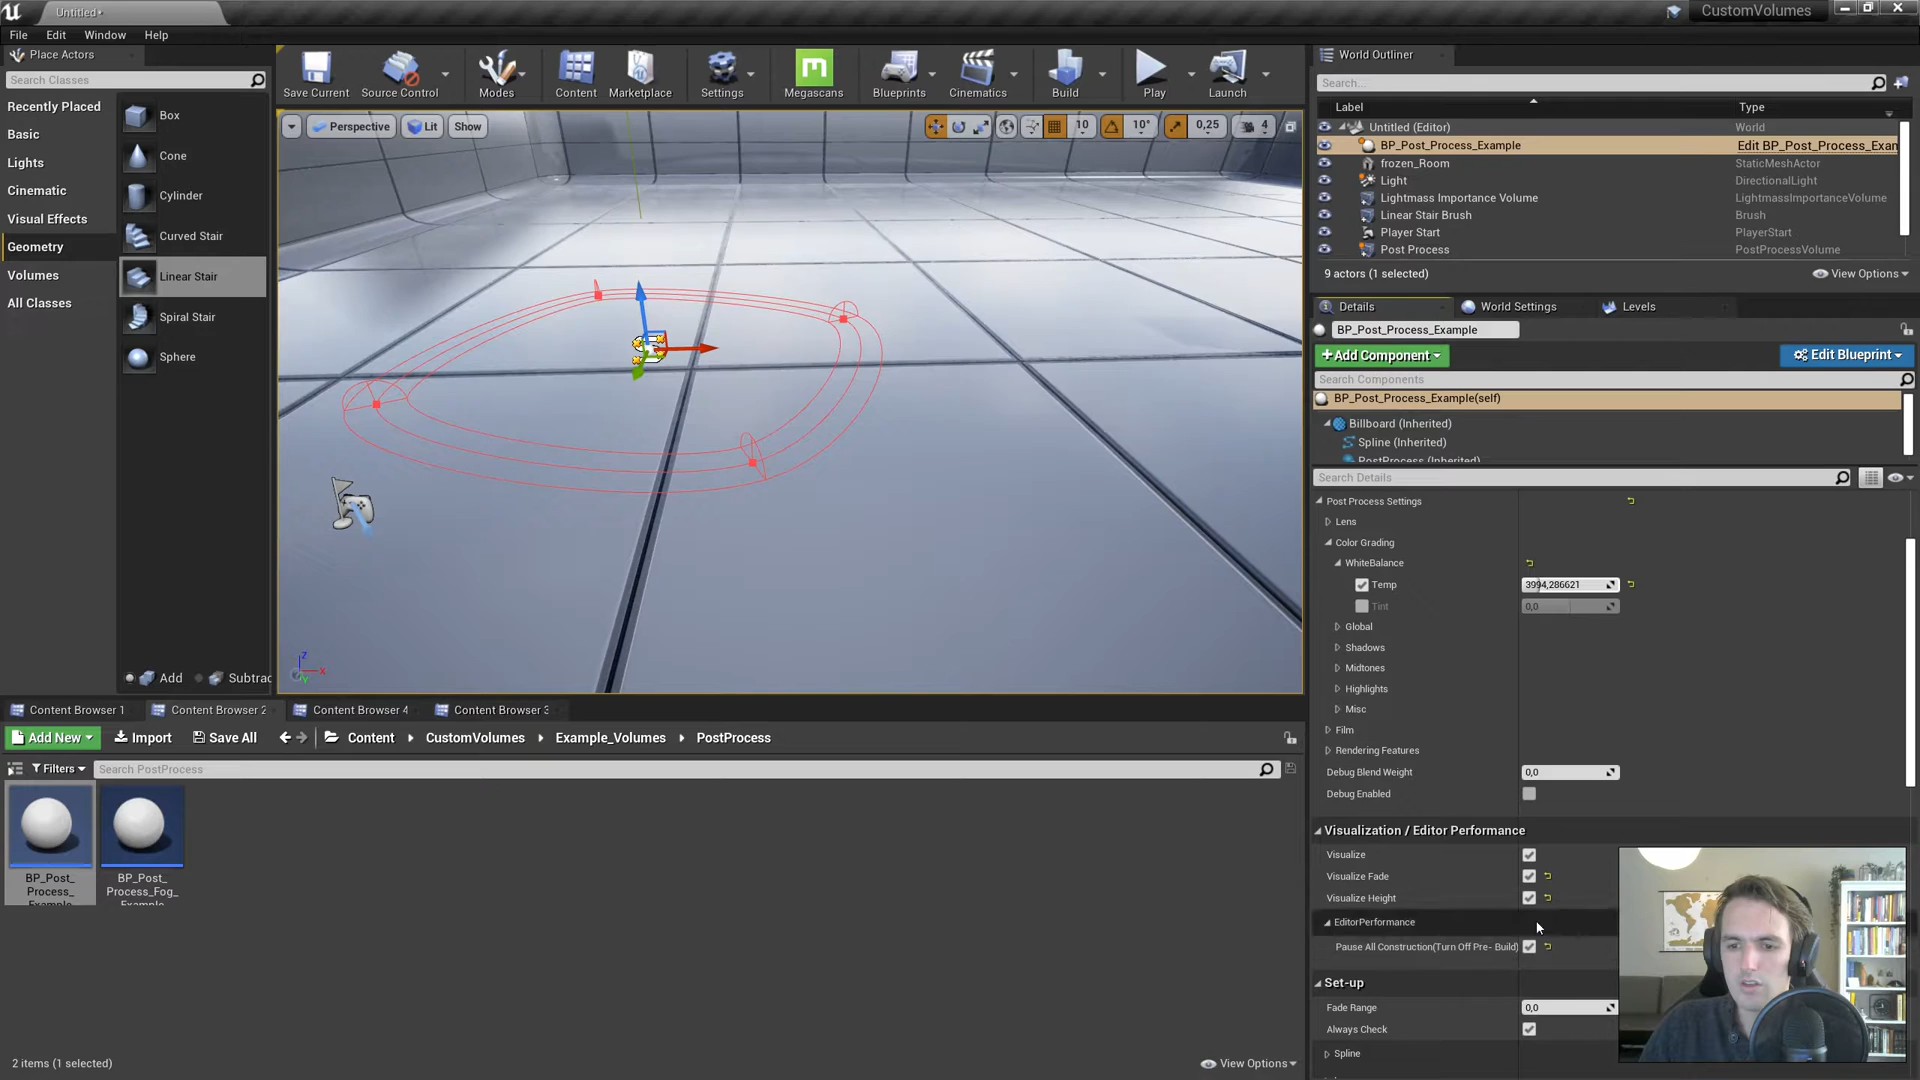 Untitled*
CustomVolumes
File Edit Window Help
Place Actors
Search Classes
Recently Placed
Basic
Lights
Cinematic
Visual Effects
Geometry
Volumes
All Classes
Box
Cone
Cylinder
Curved Stair
Linear Stair
Spiral Stair
Sphere
Add Subtrac
Save Current Source Control Modes Content Marketplace Settings Megascans Blueprints Cinematics Build Play Launch
Perspective Lit Show 10 10° 0,25 4
World Outliner
Search...
Label Type
Untitled (Editor) World
BP_Post_Process_Example Edit BP_Post_Process_Exan
frozen_Room StaticMeshActor
Light DirectionalLight
Lightmass Importance Volume LightmassImportanceVolume
Linear Stair Brush Brush
Player Start PlayerStart
Post Process PostProcessVolume
9 actors (1 selected) View Options
Details World Settings Levels
BP_Post_Process_Example
+Add Component Edit Blueprint
Search Components
BP_Post_Process_Example(self)
Billboard (Inherited)
Spline (Inherited)
PostProcess (Inherited)
Search Details
Post Process Settings
Lens
Color Grading
WhiteBalance
Temp 3994,286621
Tint 0,0
Global
Shadows
Midtones
Highlights
Misc
Film
Rendering Features
Debug Blend Weight 0,0
Debug Enabled
Visualization / Editor Performance
Visualize
Visualize Fade
Visualize Height
EditorPerformance
Pause All Construction(Turn Off Pre- Build)
Set-up
Fade Range 0,0
Always Check
Spline
Content Browser 1 Content Browser 2 Content Browser 4 Content Browser 3
Add New Import Save All Content CustomVolumes Example_Volumes PostProcess
Filters Search PostProcess
BP_Post_
Process_
Example
BP_Post_
Process_Fog_
Example
2 items (1 selected) View Options